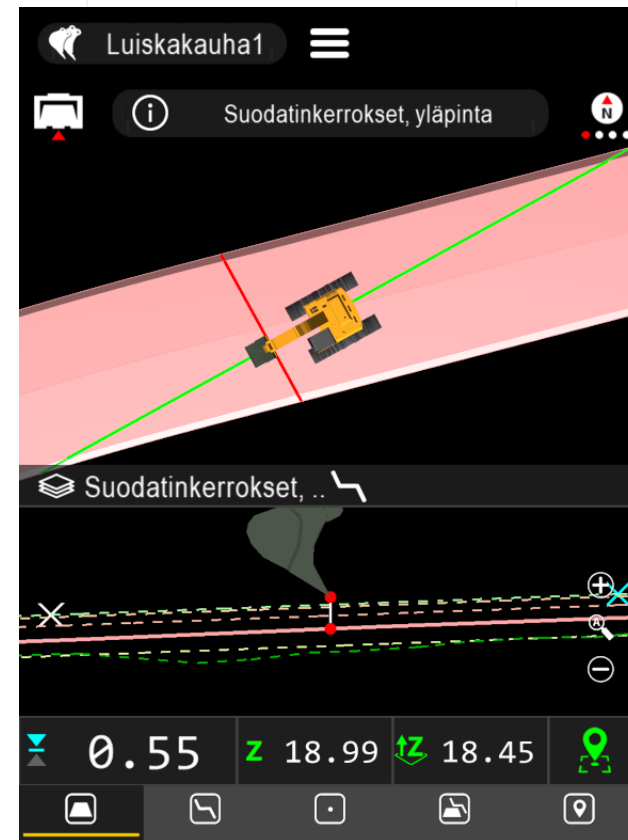 Luiskakauha1
Suodatinkerrokset, yläpinta
N
Suodatinkerrokset, ..
A
0.55
Z 18.99
Z 18.45